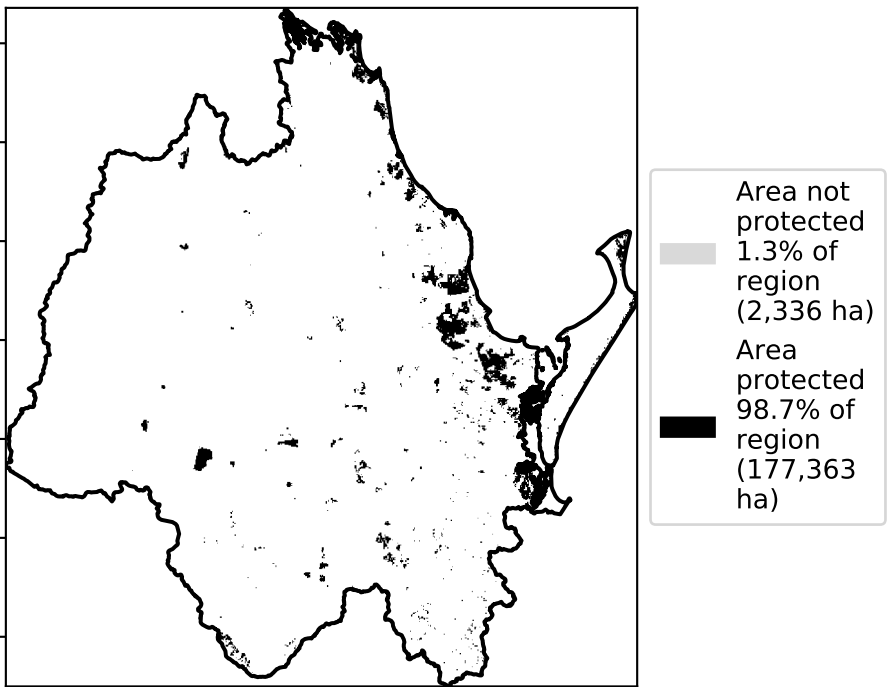 Area not
protected
1.3% of
region
(2,336 ha)
Area
protected
98.7% of
region
(177,363
ha)